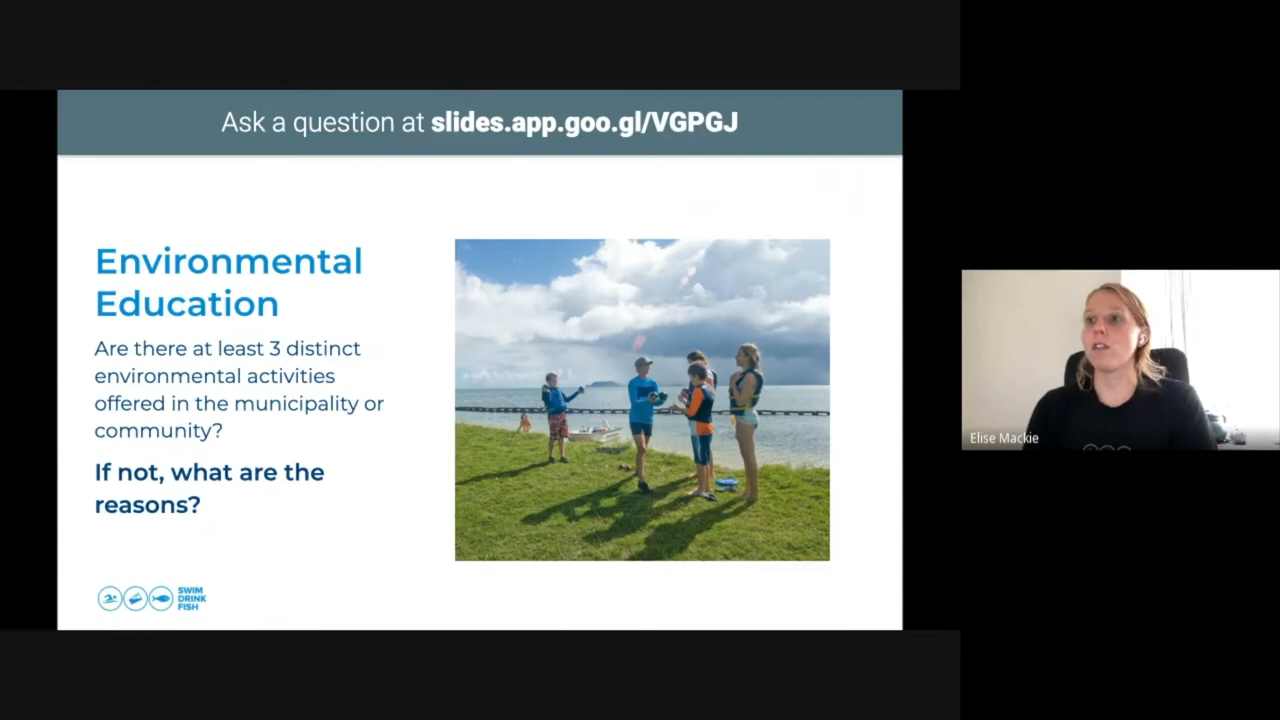 Ask a question at slides.app.goo.gl/VGPGJ
Environmental
Education
Are there at least 3 distinct
environmental activities
offered in the municipality or
community?
If not, what are the
reasons?
SWIM
DRINK
FISH
Elise Mackie